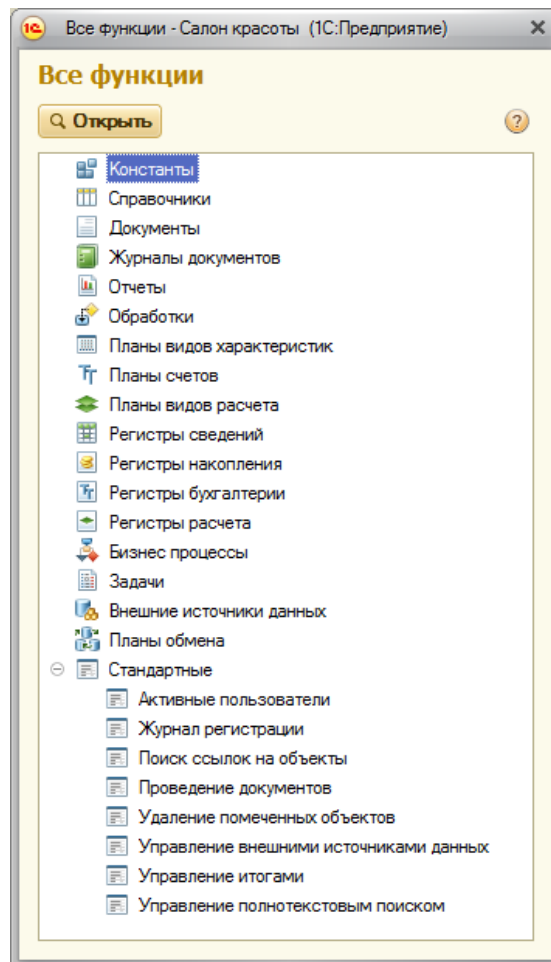 1С Все функции - Салон красоты (1С:Предприятие)
Все функции
Открыть ?
Константы
Справочники
Документы
Журналы документов
Отчеты
Обработки
Планы видов характеристик
Планы счетов
Планы видов расчета
Регистры сведений
Регистры накопления
Регистры бухгалтерии
Регистры расчета
Бизнес процессы
Задачи
Внешние источники данных
Планы обмена
Стандартные
Активные пользователи
Журнал регистрации
Поиск ссылок на объекты
Проведение документов
Удаление помеченных объектов
Управление внешними источниками данных
Управление итогами
Управление полнотекстовым поиском